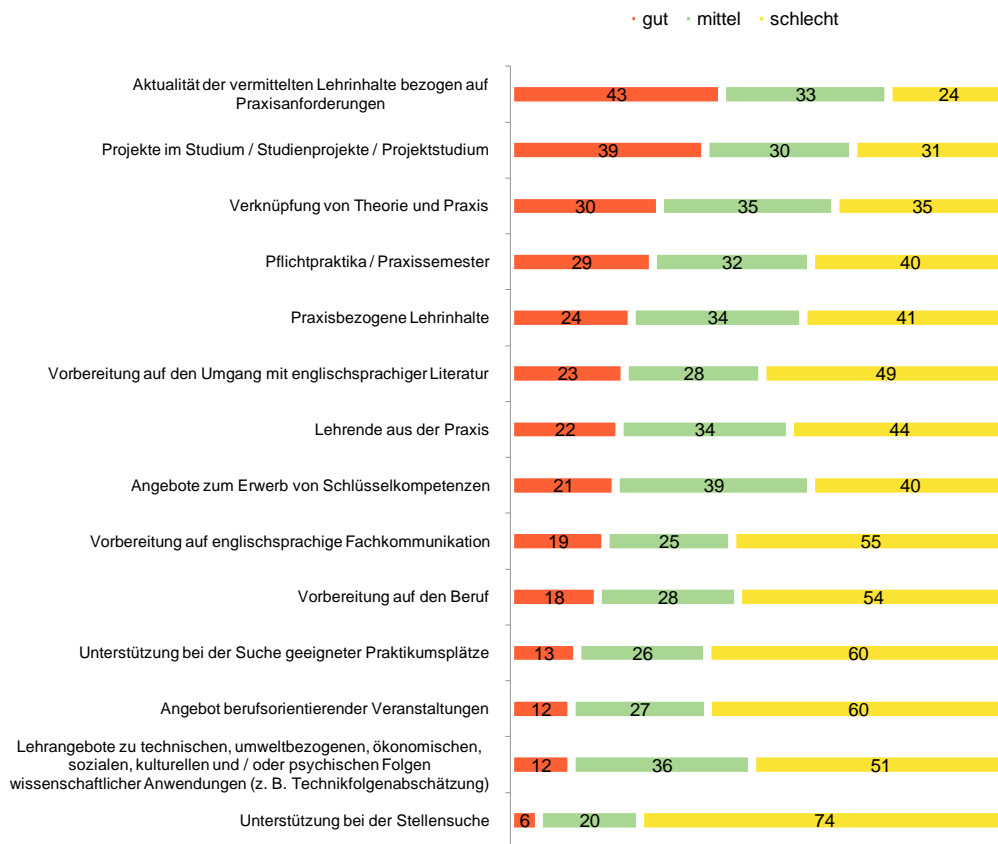 gut mittel schlecht
Aktualität der vermittelten Lehrinhalte bezogen auf
Praxisanforderungen
43 33 24
Projekte im Studium / Studienprojekte / Projektstudium
39 30 31
Verknüpfung von Theorie und Praxis
30 35 35
Pflichtpraktika / Praxissemester
29 32 40
Praxisbezogene Lehrinhalte
24 34 41
Vorbereitung auf den Umgang mit englischsprachiger Literatur
23 28 49
Lehrende aus der Praxis
22 34 44
Angebote zum Erwerb von Schlüsselkompetenzen
21 39 40
Vorbereitung auf englischsprachige Fachkommunikation
19 25 55
Vorbereitung auf den Beruf
18 28 54
Unterstützung bei der Suche geeigneter Praktikumsplätze
13 26 60
Angebot berufsorientierender Veranstaltungen
12 27 60
Lehrangebote zu technischen, umweltbezogenen, ökonomischen,
sozialen, kulturellen und / oder psychischen Folgen
wissenschaftlicher Anwendungen (z. B. Technikfolgenabschätzung)
12 36 51
Unterstützung bei der Stellensuche
6 20 74